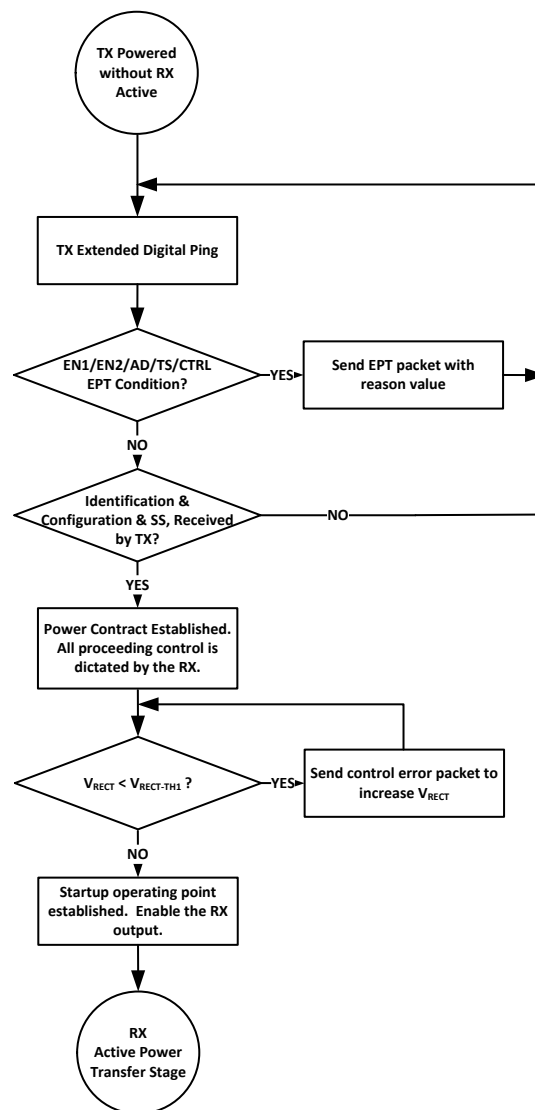 TX Powered
without RX
Active
TX Extended Digital Ping
EN1/EN2/AD/TS/CTRL
EPT Condition?
YES
Send EPT packet with
reason value
NO
Identification &
Configuration & SS, Received
by TX?
NO
YES
Power Contract Established.
All proceeding control is
dictated by the RX.
VRECT < VRECT-TH1 ?
YES
Send control error packet to
increase VRECT
NO
Startup operating point
established. Enable the RX
output.
RX
Active Power
Transfer Stage